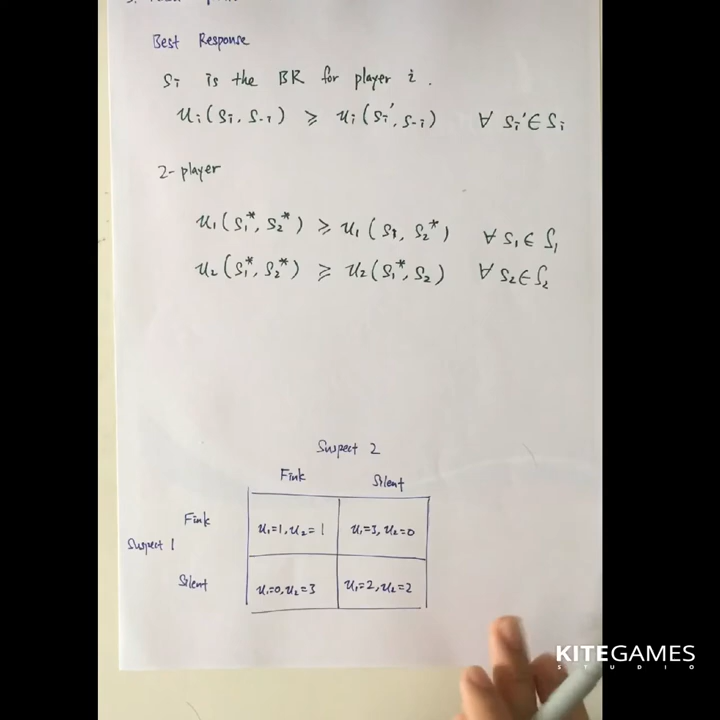 Best Response
Si is the BR for player i.
ui(si, s-i) ≥ ui(si', s-i) ∀ si' ∈ Si
2-player
u1(s1*, s2*) ≥ u1(s1, s2*) ∀ s1 ∈ S1
u2(s1*, s2*) ≥ u2(s1*, s2) ∀ s2 ∈ S2
Suspect 2
Fink Silent
Fink u1=1, u2=1 u1=3, u2=0
Suspect 1
Silent u1=0, u2=3 u1=2, u2=2
KITEGAMES
STUDIO